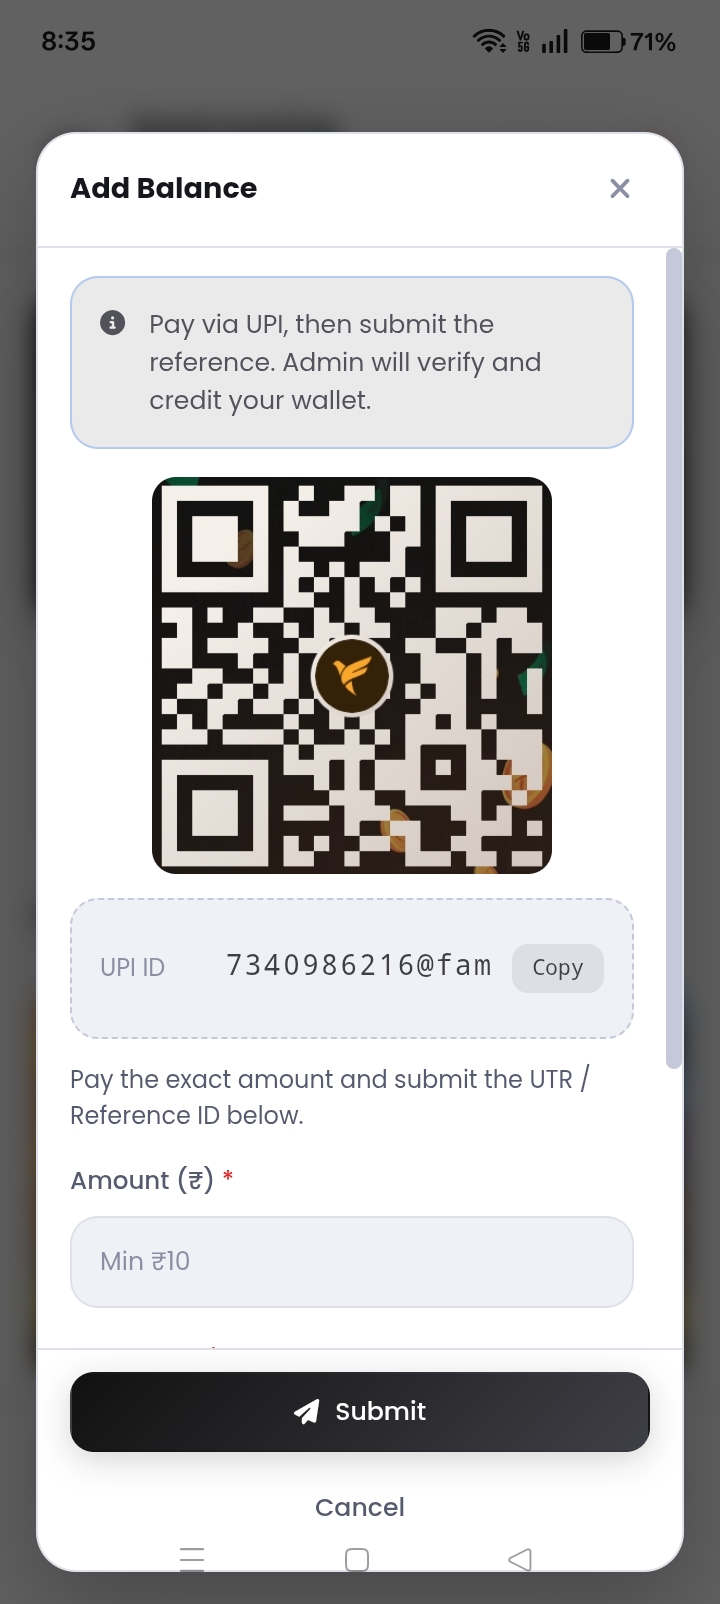 8:35
Vo
5G
71%
Add Balance
Pay via UPI, then submit the
reference. Admin will verify and
credit your wallet.
UPI ID
7340986216@fam
Copy
Pay the exact amount and submit the UTR /
Reference ID below.
Amount (₹) *
Min ₹10
Submit
Cancel